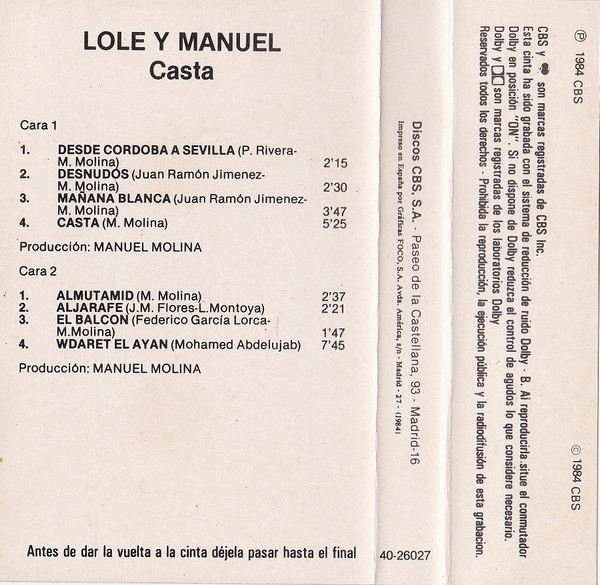 LOLE Y MANUEL
Casta
Cara 1
1. DESDE CORDOBA A SEVILLA (P. Rivera-
M. Molina) 2'15
2. DESNUDOS (Juan Ramón Jimenez-
M. Molina) 2'30
3. MAÑANA BLANCA (Juan Ramón Jimenez-
M. Molina) 3'47
4. CASTA (M. Molina) 5'25
Producción: MANUEL MOLINA
Cara 2
1. ALMUTAMID (M. Molina) 2'37
2. ALJARAFE (J.M. Flores-L.Montoya) 2'21
3. EL BALCON (Federico García Lorca-
M.Molina) 1'47
4. WDARET EL AYAN (Mohamed Abdelujab) 7'45
Producción: MANUEL MOLINA
Antes de dar la vuelta a la cinta déjela pasar hasta el final
Discos CBS, S.A. - Paseo de la Castellana, 93 - Madrid-16
Impreso en España por Gráficas FOCO, S.A. Avda. América, s/n - Madrid - 27 - (1984)
40-26027
Ⓟ 1984 CBS
© 1984 CBS
CBS y son marcas registradas de CBS Inc.
Esta cinta ha sido grabada con el sistema de reducción de ruido Dolby - B. Al reproducirla situe el conmutador
Dolby en posición "ON". Si no dispone de Dolby reduzca el control de agudos lo que considere necesario.
Dolby y son marcas registradas de los laboratorios Dolby
Reservados todos los derechos - Prohibida la reproducción, la ejecución pública y la radiodifusión de esta grabacion.